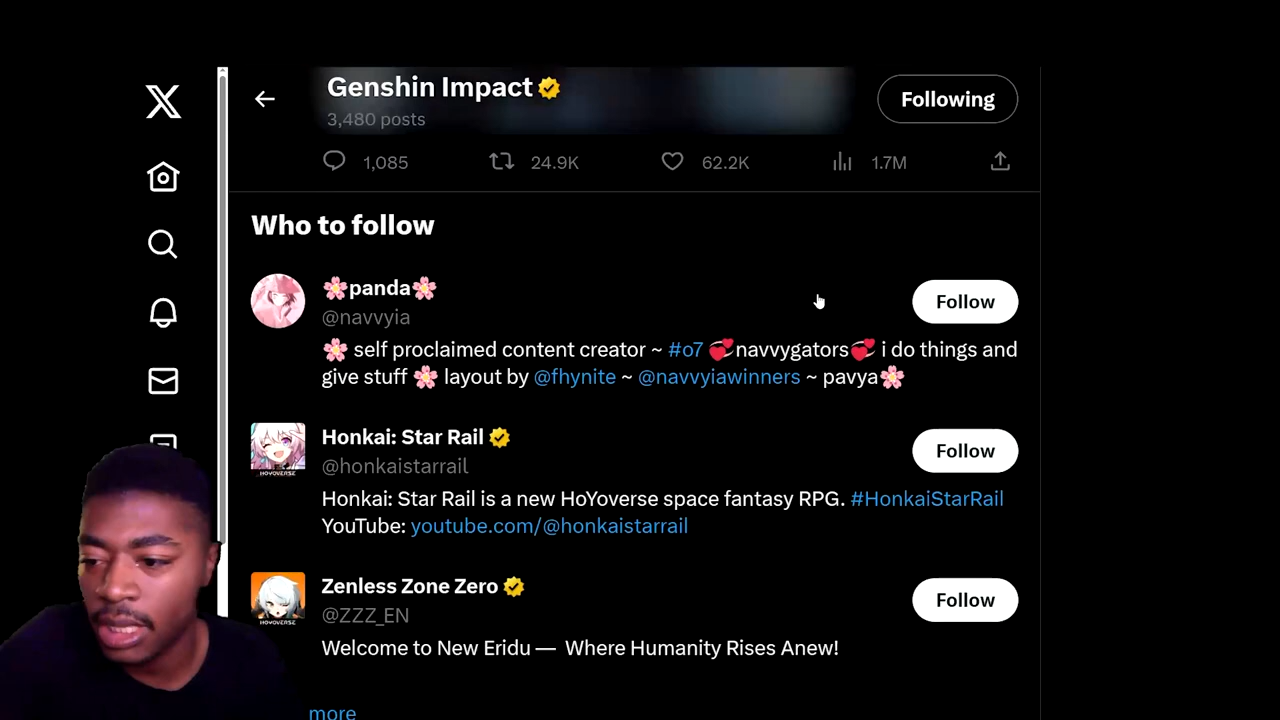 Genshin Impact
3,480 posts
Following
1,085 24.9K 62.2K 1.7M
Who to follow
🌸panda🌸
@navvyia
Follow
🌸 self proclaimed content creator ~ #o7 💞navvygators💞 i do things and
give stuff 🌸 layout by @fhynite ~ @navvyiawinners ~ pavya🌸
HOYOVERSE
Honkai: Star Rail
@honkaistarrail
Follow
Honkai: Star Rail is a new HoYoverse space fantasy RPG. #HonkaiStarRail
YouTube: youtube.com/@honkaistarrail
HOYOVERSE
Zenless Zone Zero
@ZZZ_EN
Follow
Welcome to New Eridu — Where Humanity Rises Anew!
more